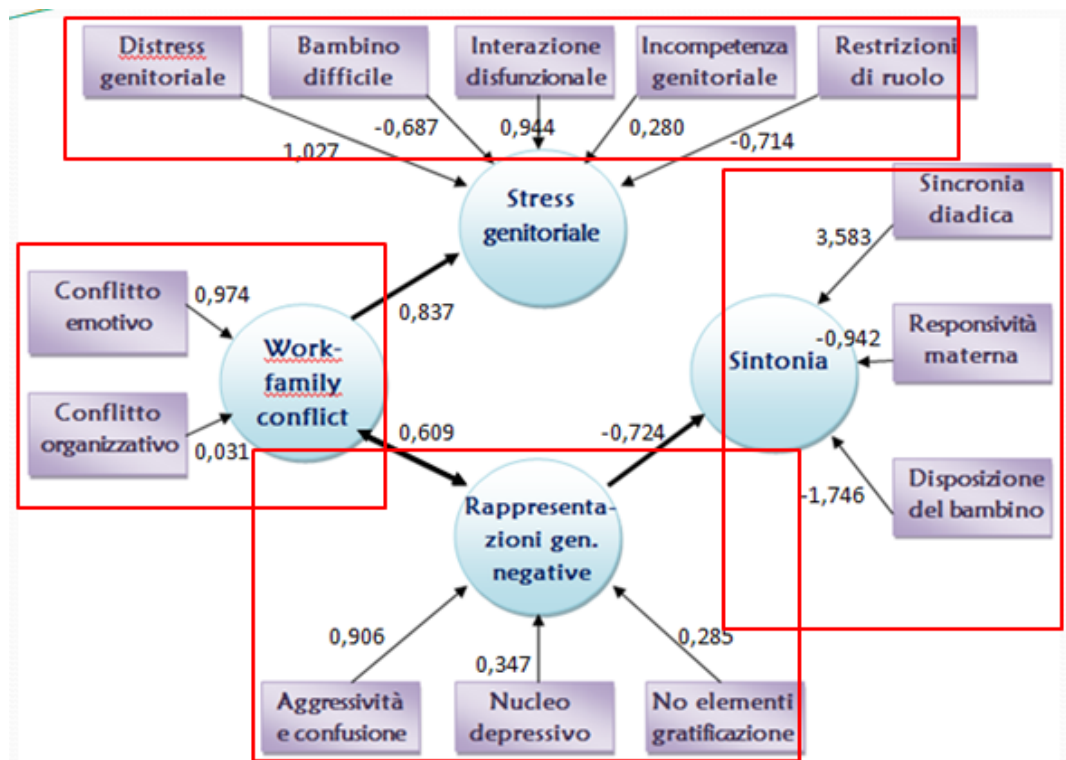 Distress
genitoriale
Bambino
difficile
Interazione
disfunzionale
Incompetenza
genitoriale
Restrizioni
di ruolo
1,027
-0,687
0,944
0,280
-0,714
Stress
genitoriale
Sincronia
diadica
3,583
Conflitto
emotivo
0,974
0,837
Work-
family
conflict
Sintonia
-0,942
Responsività
materna
Conflitto
organizzativo
0,031
0,609
-0,724
Rappresenta-
zioni gen.
negative
-1,746
Disposizione
del bambino
0,906
0,347
0,285
Aggressività
e confusione
Nucleo
depressivo
No elementi
gratificazione